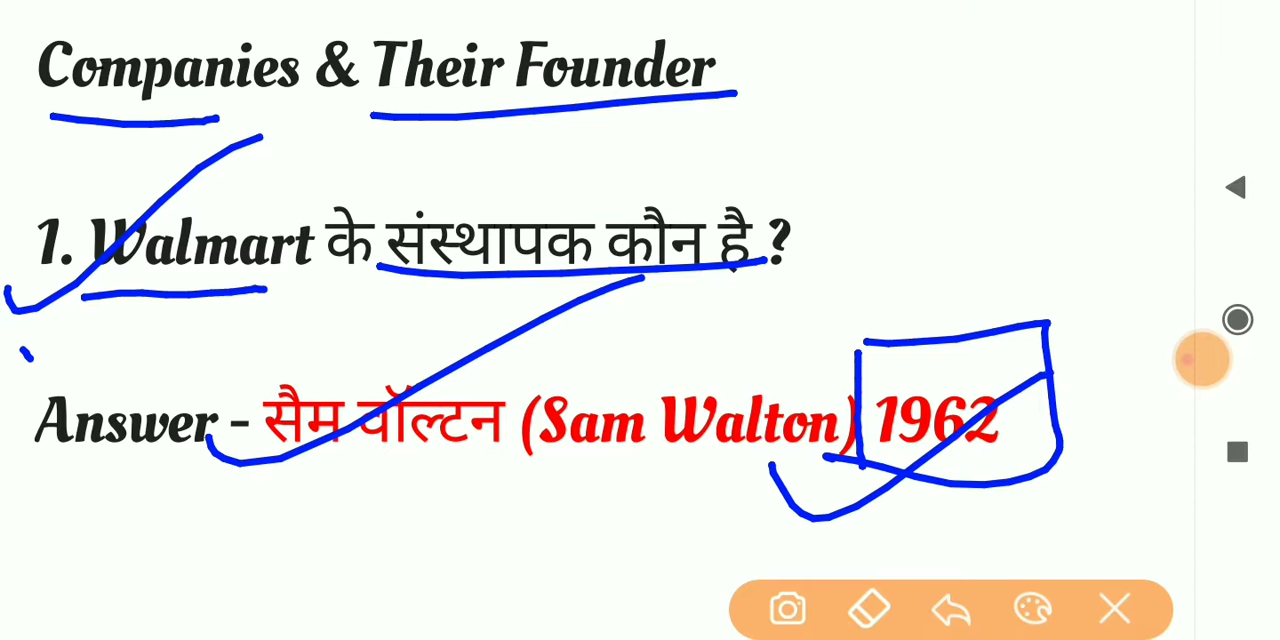 Companies & Their Founder
1. Walmart के संस्थापक कौन है ?
Answer - सैम वॉल्टन (Sam Walton) 1962